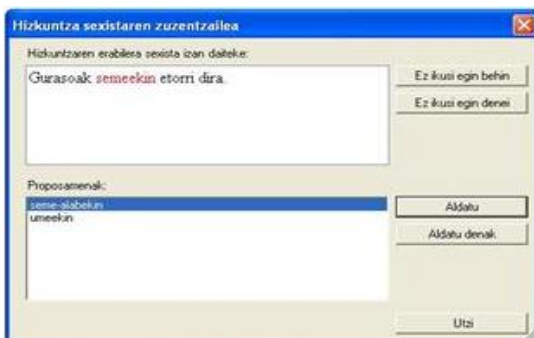 Hizkuntza sexistaren zuzentzailea
Hizkuntzaren erabilera sexista izan daiteke:
Gurasoak semeekin etorri dira.
Ez ikusi egin behin
Ez ikusi egin denei
Proposamenak:
seme-alabekin
umeekin
Aldatu
Aldatu denak
Utzi